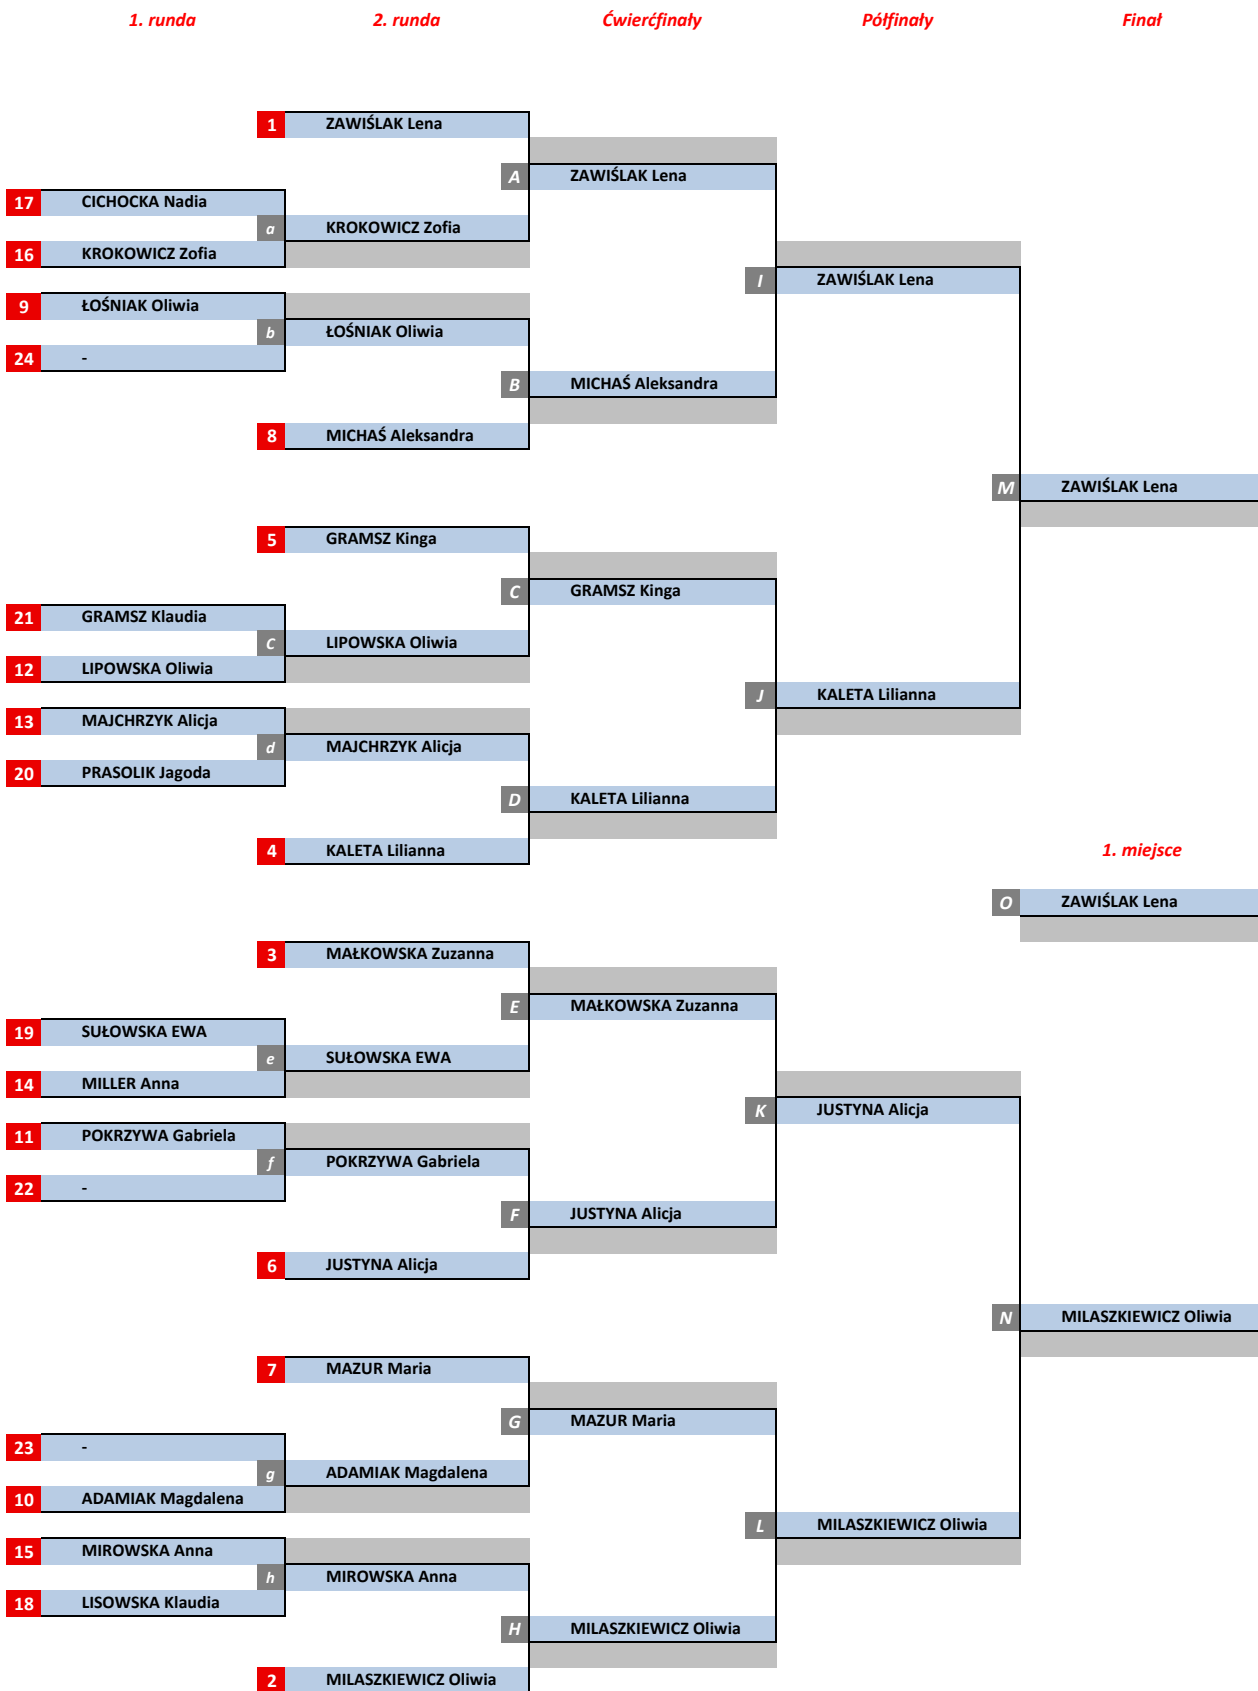 1. runda 2. runda Ćwierćfinały Półfinały Finał
1 ZAWIŚLAK Lena
A ZAWIŚLAK Lena
17 CICHOCKA Nadia
a KROKOWICZ Zofia
16 KROKOWICZ Zofia
I ZAWIŚLAK Lena
9 ŁOŚNIAK Oliwia
b ŁOŚNIAK Oliwia
24 -
B MICHAŚ Aleksandra
8 MICHAŚ Aleksandra
M ZAWIŚLAK Lena
5 GRAMSZ Kinga
C GRAMSZ Kinga
21 GRAMSZ Klaudia
C LIPOWSKA Oliwia
12 LIPOWSKA Oliwia
J KALETA Lilianna
13 MAJCHRZYK Alicja
d MAJCHRZYK Alicja
20 PRASOLIK Jagoda
D KALETA Lilianna
4 KALETA Lilianna
1. miejsce
O ZAWIŚLAK Lena
3 MAŁKOWSKA Zuzanna
E MAŁKOWSKA Zuzanna
19 SUŁOWSKA EWA
e SUŁOWSKA EWA
14 MILLER Anna
K JUSTYNA Alicja
11 POKRZYWA Gabriela
f POKRZYWA Gabriela
22 -
F JUSTYNA Alicja
6 JUSTYNA Alicja
N MILASZKIEWICZ Oliwia
7 MAZUR Maria
G MAZUR Maria
23 -
g ADAMIAK Magdalena
10 ADAMIAK Magdalena
L MILASZKIEWICZ Oliwia
15 MIROWSKA Anna
h MIROWSKA Anna
18 LISOWSKA Klaudia
H MILASZKIEWICZ Oliwia
2 MILASZKIEWICZ Oliwia